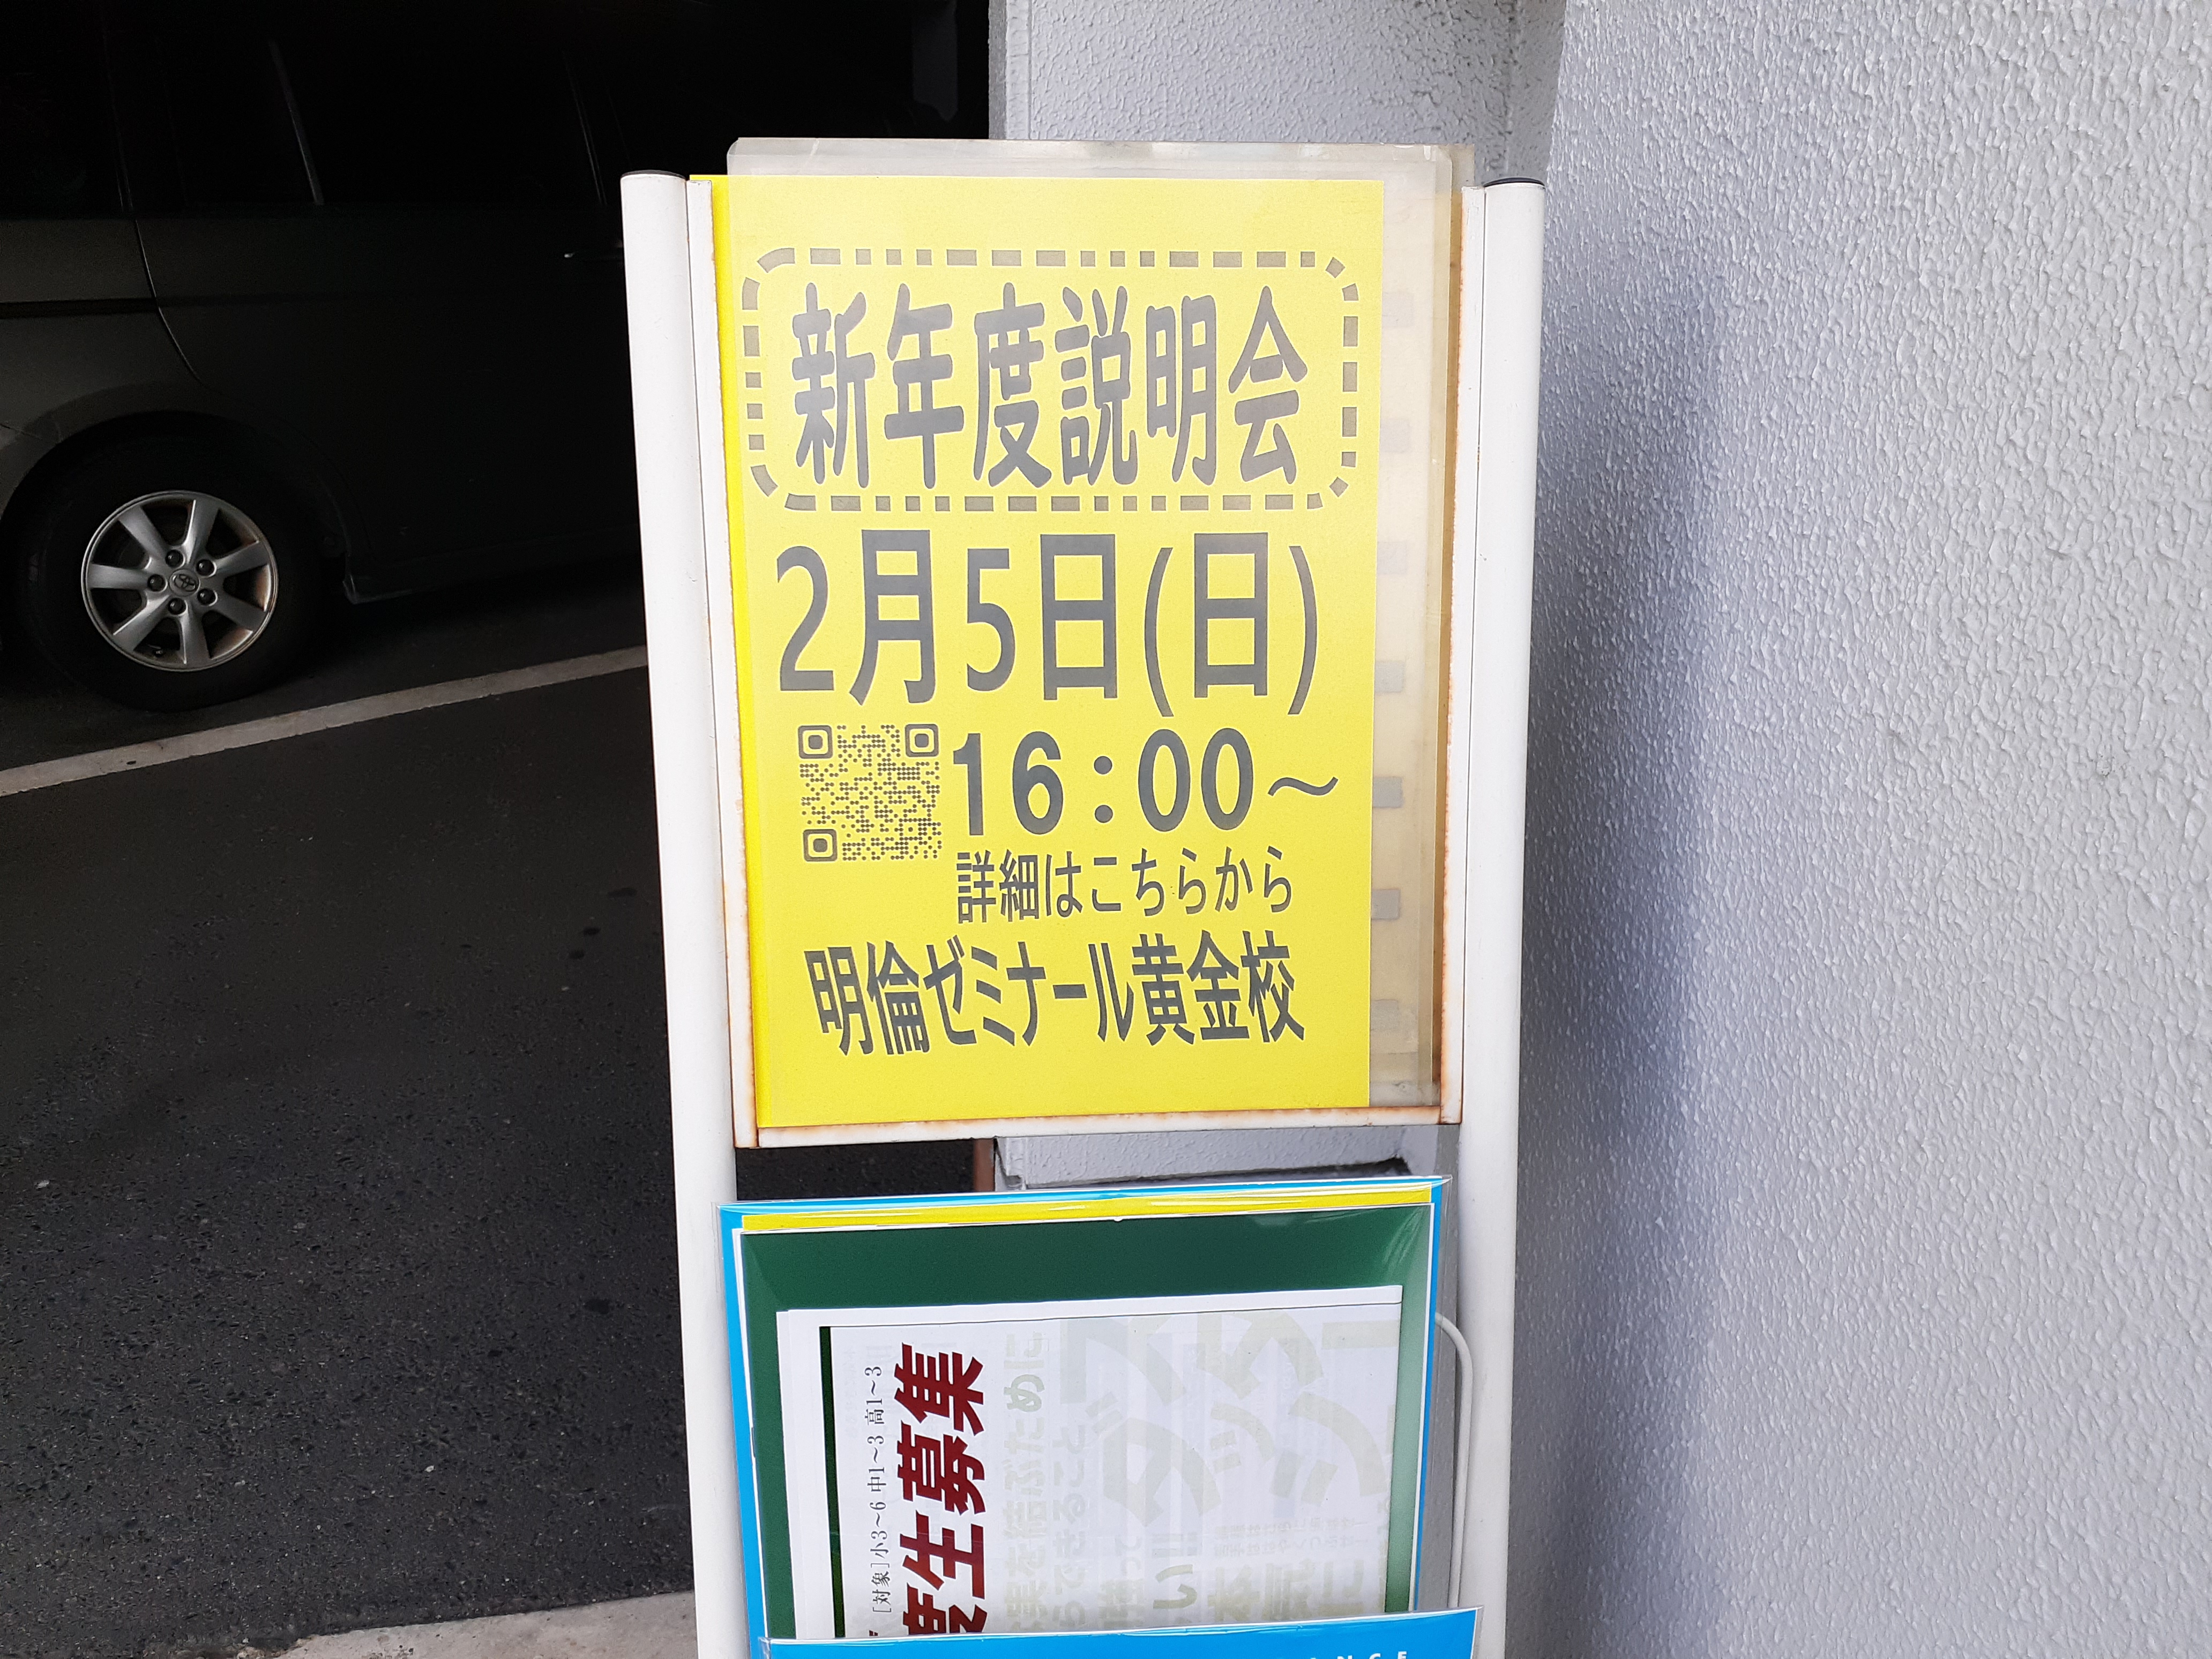 新年度説明会
2月5日(日)
16:00～
詳細はこちらから
明倫ゼミナール黄金校
[対象]小3～6 中1～3 高1～3
度生募集